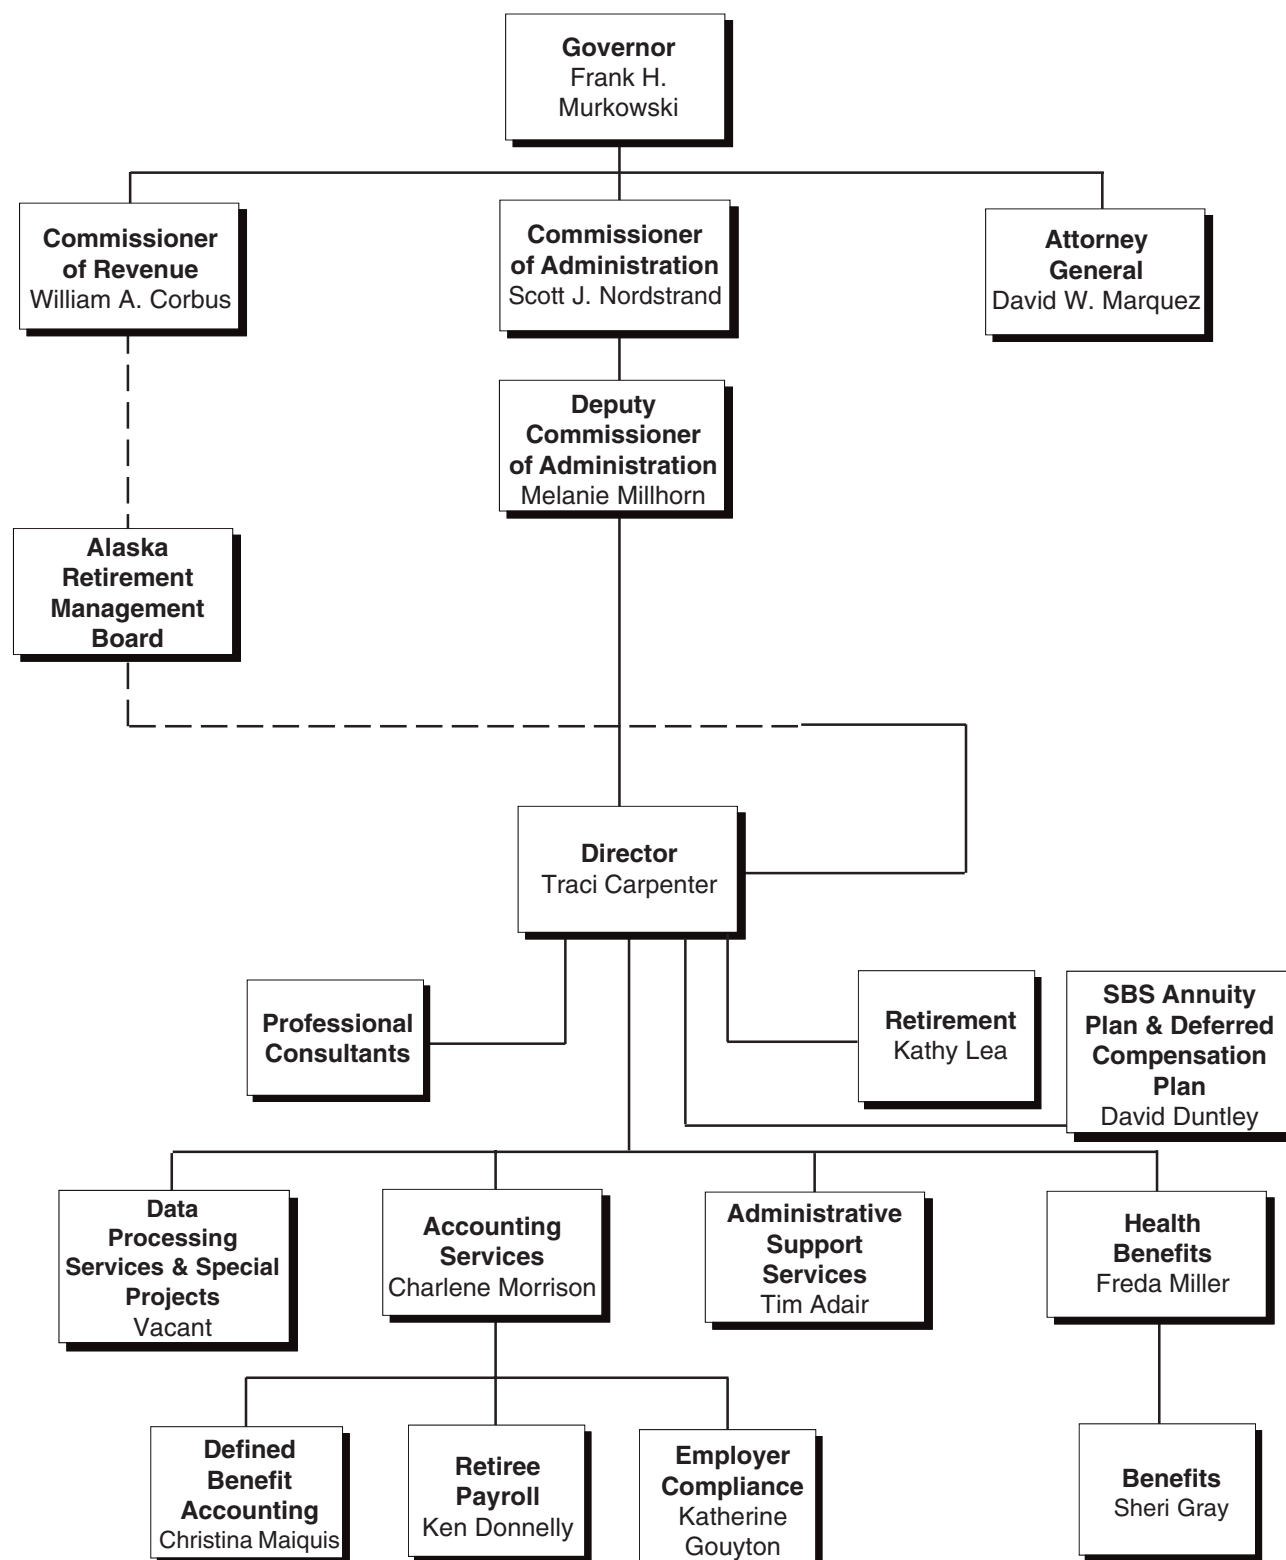 Governor
Frank H.
Murkowski
Commissioner
of Revenue
William A. Corbus
Commissioner
of Administration
Scott J. Nordstrand
Attorney
General
David W. Marquez
Deputy
Commissioner
of Administration
Melanie Millhorn
Alaska
Retirement
Management
Board
Director
Traci Carpenter
Professional
Consultants
Retirement
Kathy Lea
SBS Annuity
Plan & Deferred
Compensation
Plan
David Duntley
Data
Processing
Services & Special
Projects
Vacant
Accounting
Services
Charlene Morrison
Administrative
Support
Services
Tim Adair
Health
Benefits
Freda Miller
Defined
Benefit
Accounting
Christina Maiquis
Retiree
Payroll
Ken Donnelly
Employer
Compliance
Katherine
Gouyton
Benefits
Sheri Gray